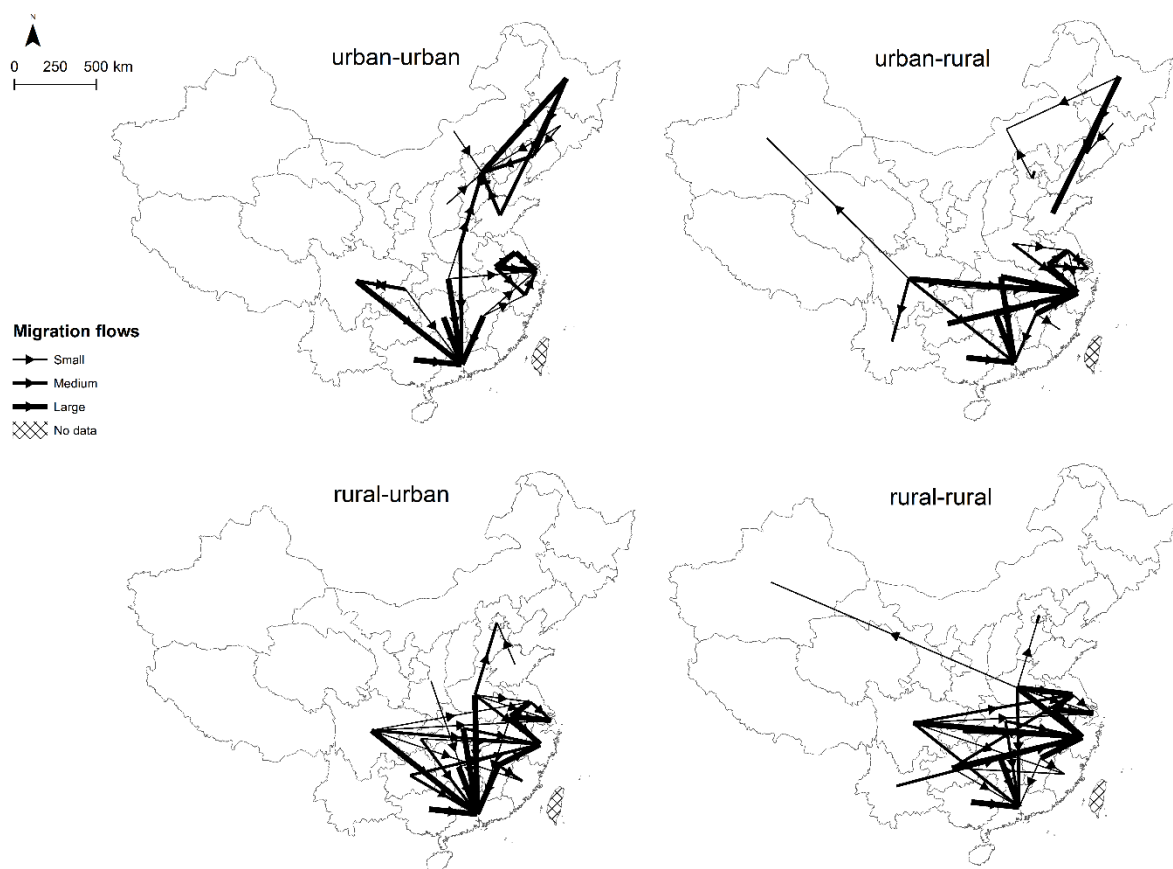 N
0 250 500 km
urban-urban
urban-rural
Migration flows
Small
Medium
Large
No data
rural-urban
rural-rural